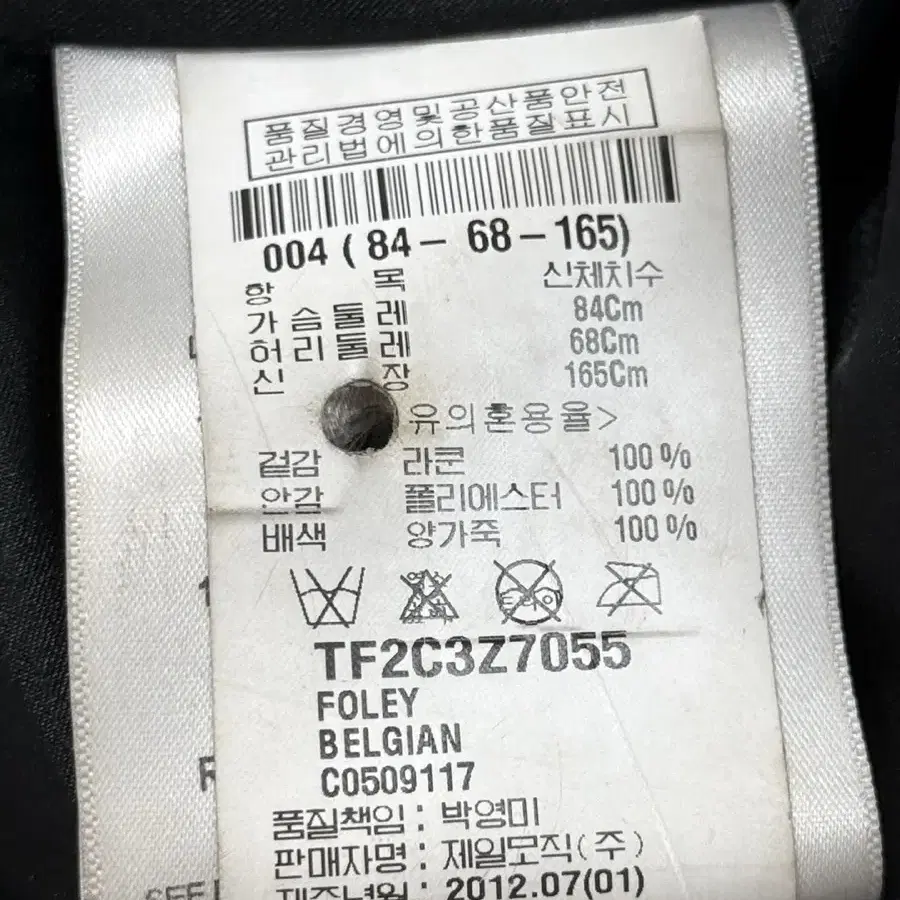 품질경영및공산품안전
관리법에의한품질표시
004 ( 84 - 68 - 165)
항 목 신체치수
가슴둘레 84Cm
허리둘레 68Cm
신 장 165Cm
유의혼용율>
겉감 라쿤 100 %
안감 폴리에스터 100 %
배색 양가죽 100 %
TF2C3Z7055
FOLEY
BELGIAN
C0509117
품질책임 : 박영미
판매자명 : 제일모직(주)
제조년월 : 2012.07(01)